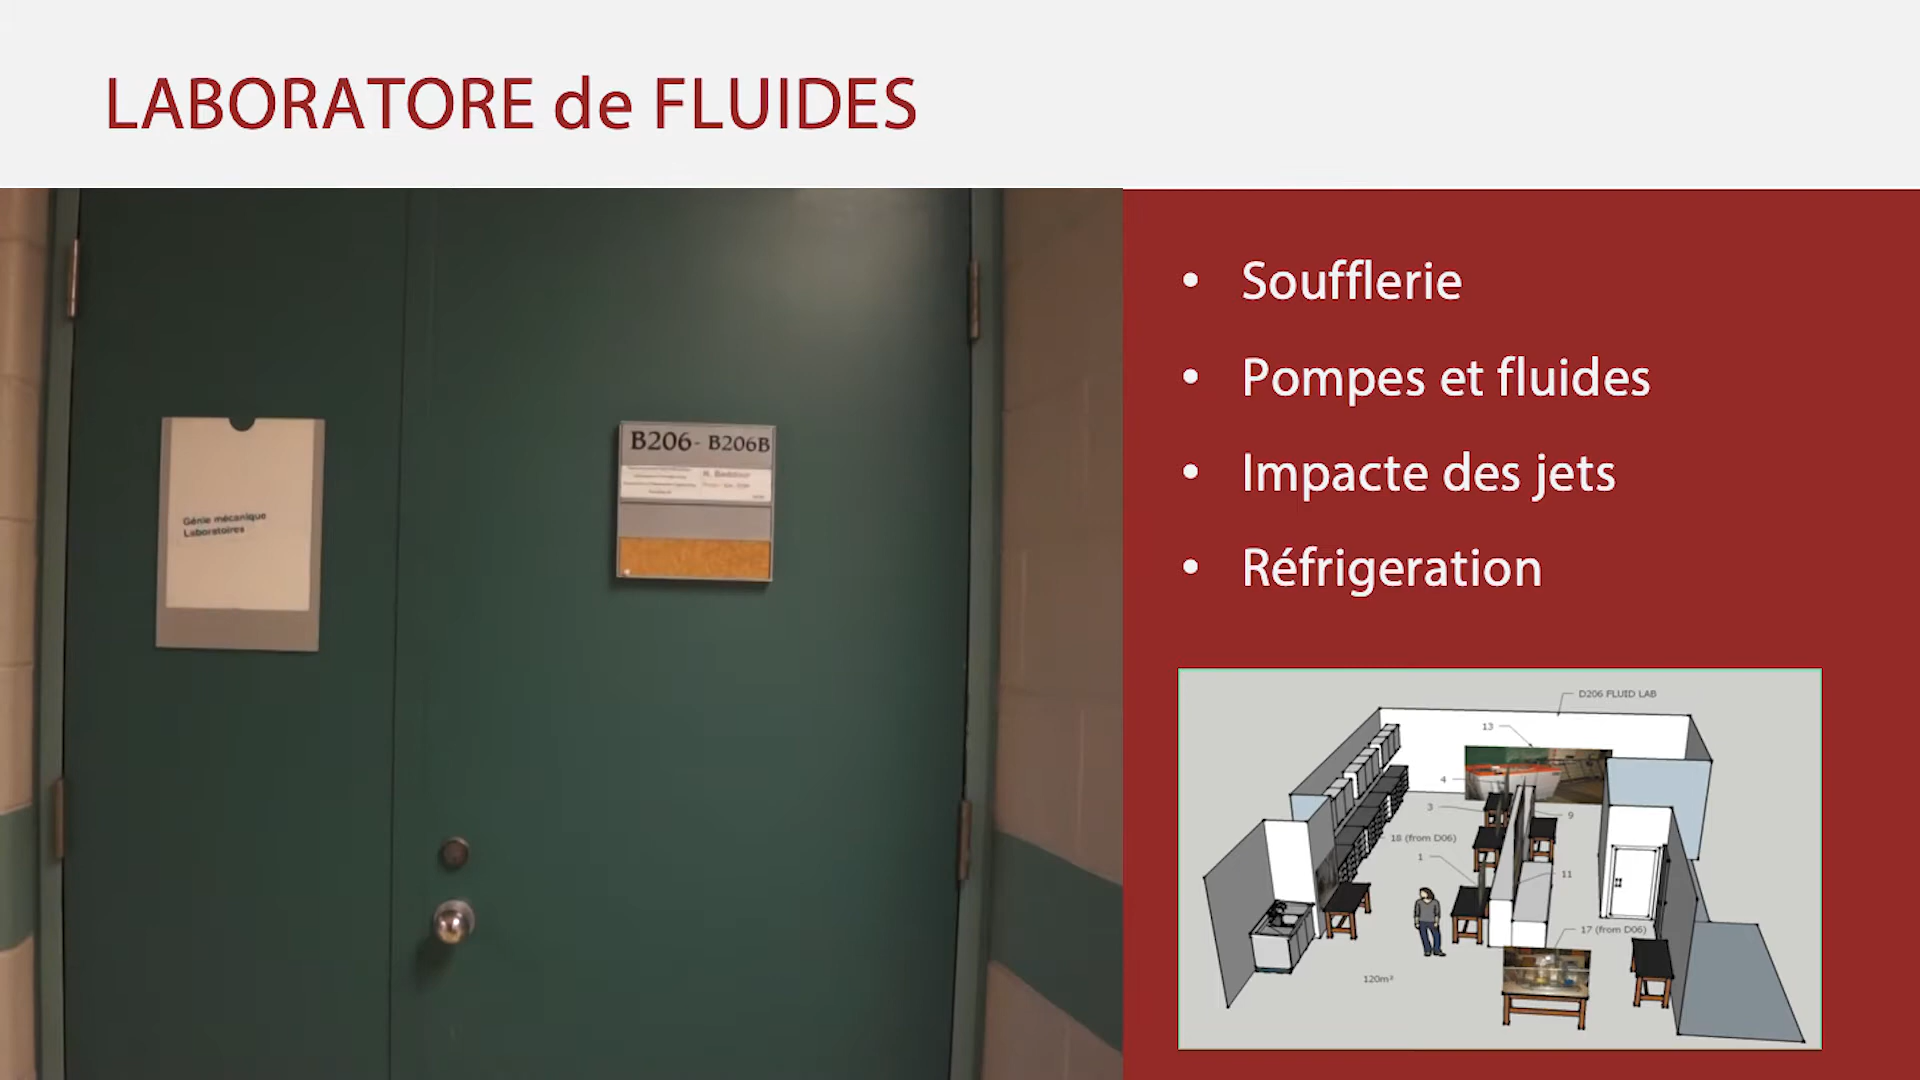 LABORATORE de FLUIDES
Génie mécanique
Laboratoires
B206- B206B
• Soufflerie
• Pompes et fluides
• Impacte des jets
• Réfrigeration
D206 FLUID LAB
13
4
3
9
18 (from D06)
1
11
17 (from D06)
120m²